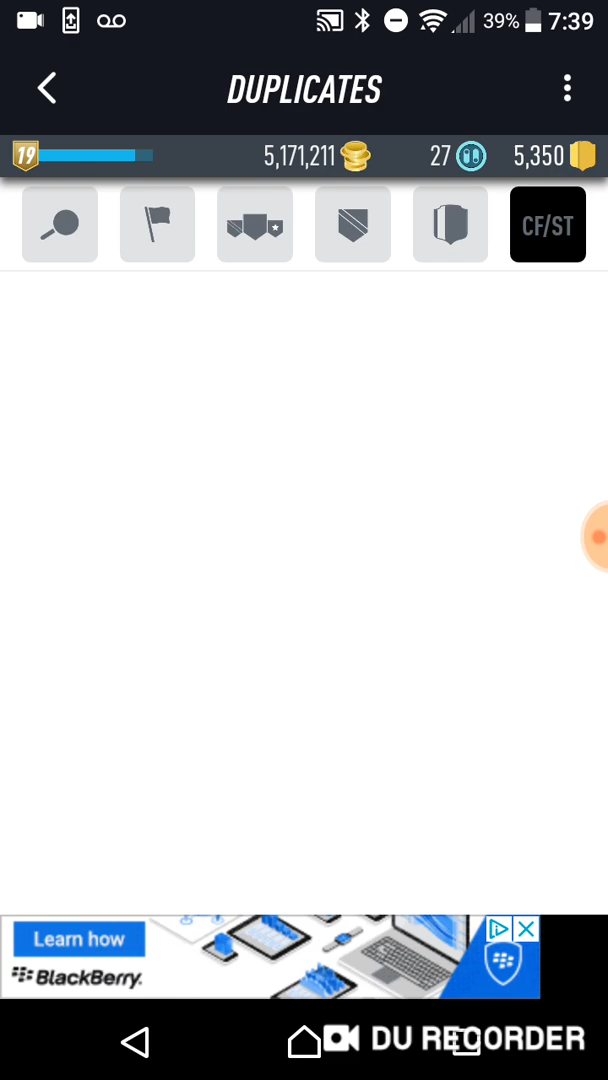 39% 7:39
DUPLICATES
19 5,171,211 27 5,350
CF/ST
Learn how
BlackBerry.
DU RECORDER